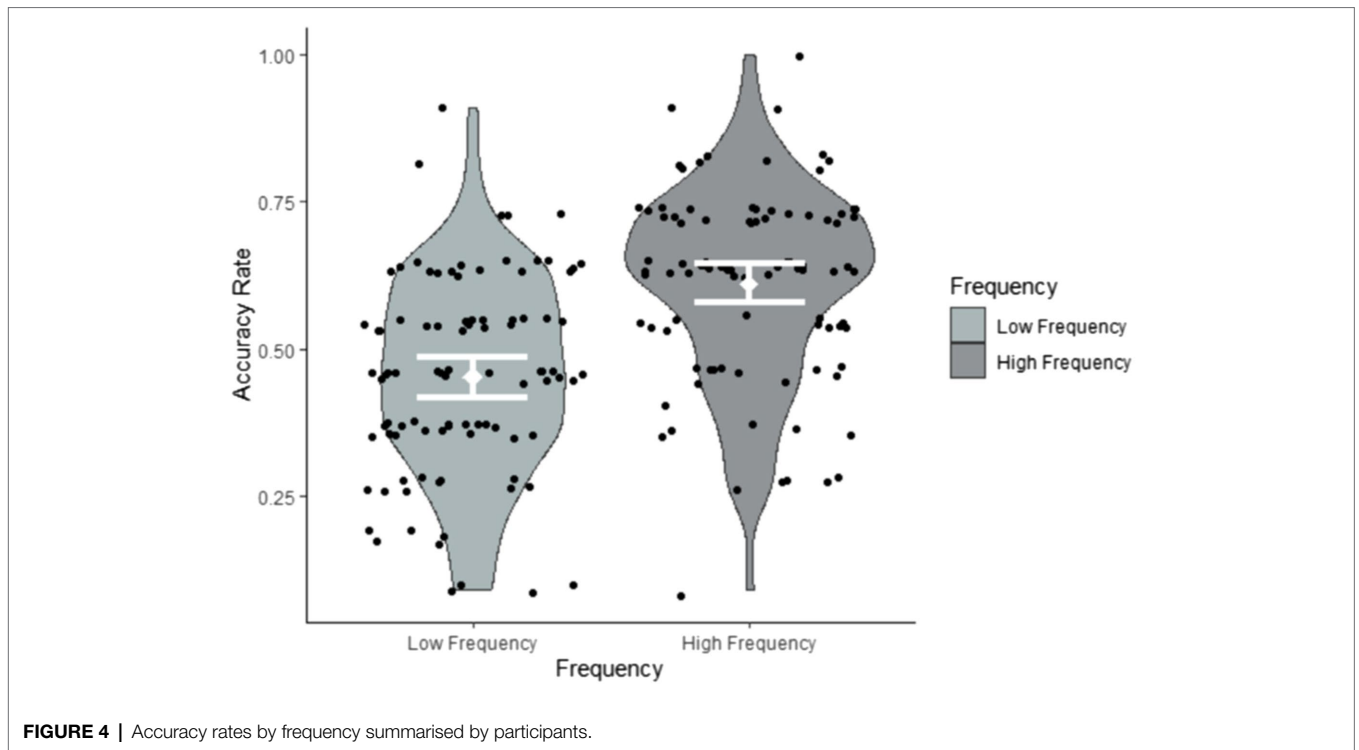 1.00
0.75
0.50
0.25
Accuracy Rate
Low Frequency
High Frequency
Frequency
Frequency
Low Frequency
High Frequency
FIGURE 4 | Accuracy rates by frequency summarised by participants.